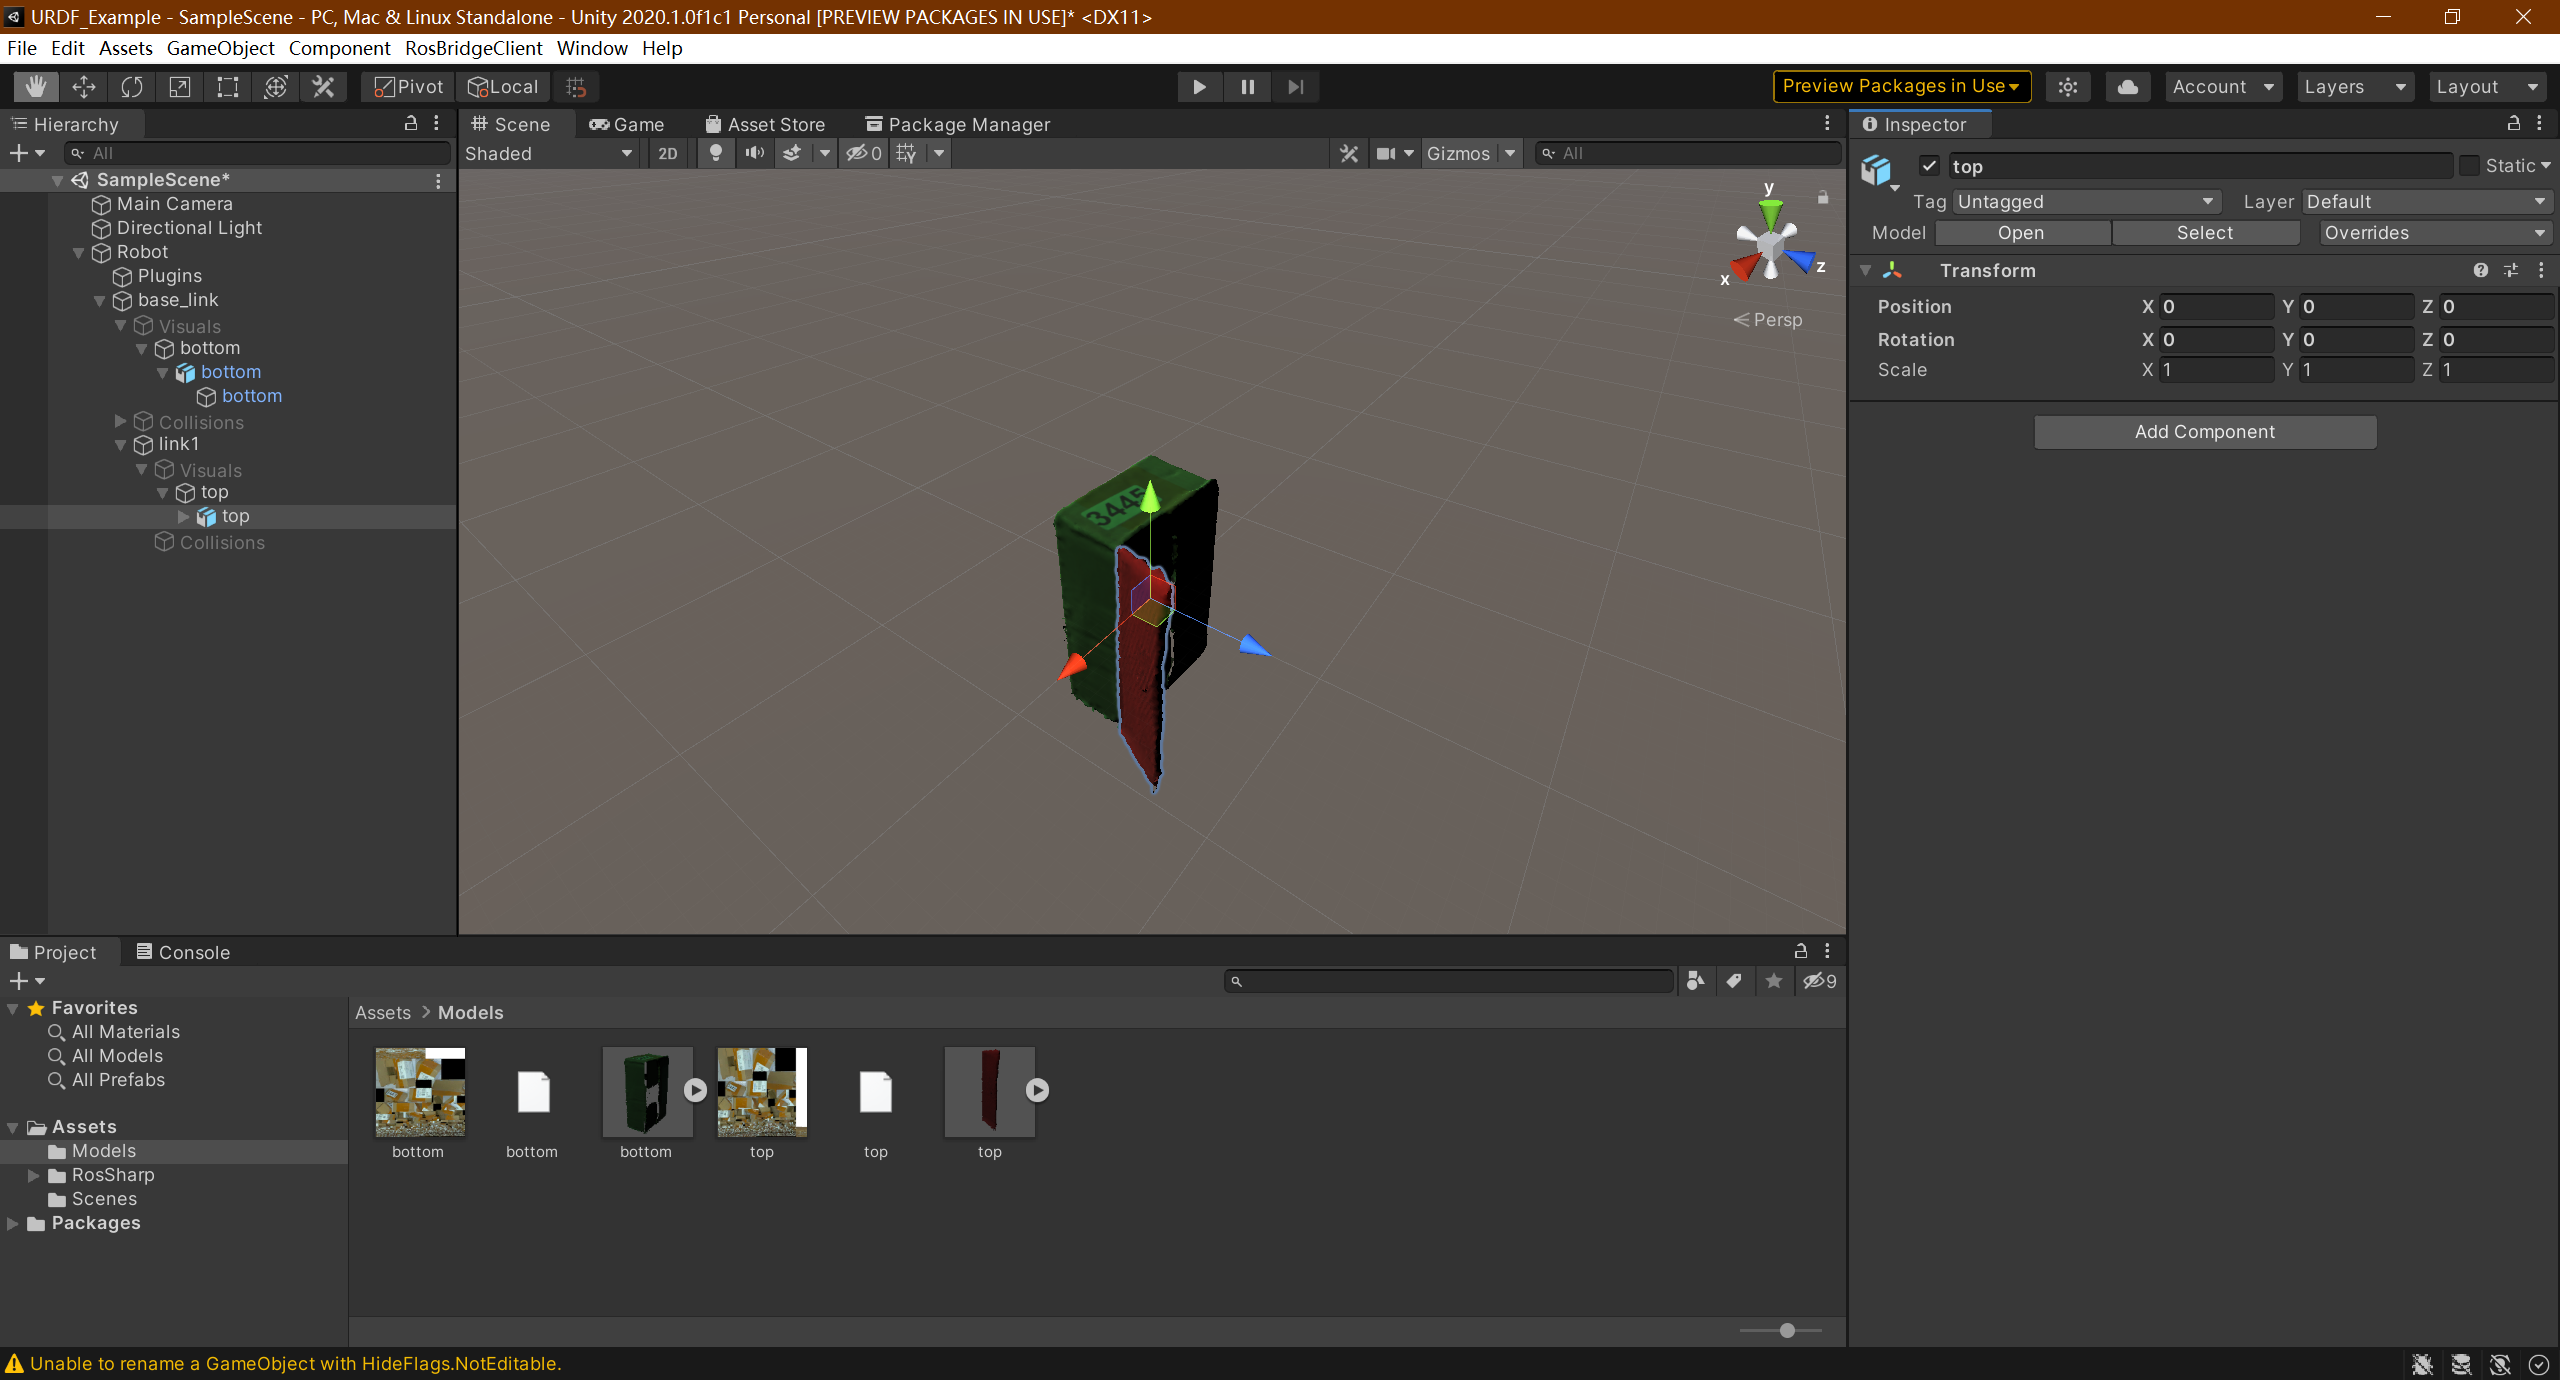 URDF_Example - SampleScene - PC, Mac & Linux Standalone - Unity 2020.1.0f1c1 Personal [PREVIEW PACKAGES IN USE]* <DX11>
File Edit Assets GameObject Component RosBridgeClient Window Help
Pivot Local Preview Packages in Use Account Layers Layout
Hierarchy
All
SampleScene*
Main Camera
Directional Light
Robot
Plugins
base_link
Visuals
bottom
bottom
bottom
Collisions
link1
Visuals
top
top
Collisions
Scene Game Asset Store Package Manager
Shaded 2D 0 Gizmos All
y
x
z
Persp
3445
Inspector
top Static
Tag Untagged Layer Default
Model Open Select Overrides
Transform
Position X 0 Y 0 Z 0
Rotation X 0 Y 0 Z 0
Scale X 1 Y 1 Z 1
Add Component
Project Console
9
Favorites
All Materials
All Models
All Prefabs
Assets
Models
RosSharp
Scenes
Packages
Assets > Models
bottom bottom bottom top top top
Unable to rename a GameObject with HideFlags.NotEditable.